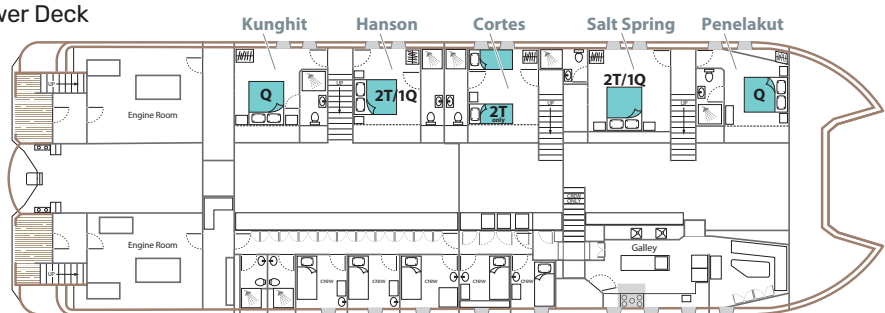 wer Deck
Kunghit Hanson Cortes Salt Spring Penelakut
UP
Engine Room
Q
UP
2T/1Q
2T
only
UP
2T/1Q
UP
Q
CREW
ONLY
Engine Room
UP
Galley
crew
crew
crew
crew
crew